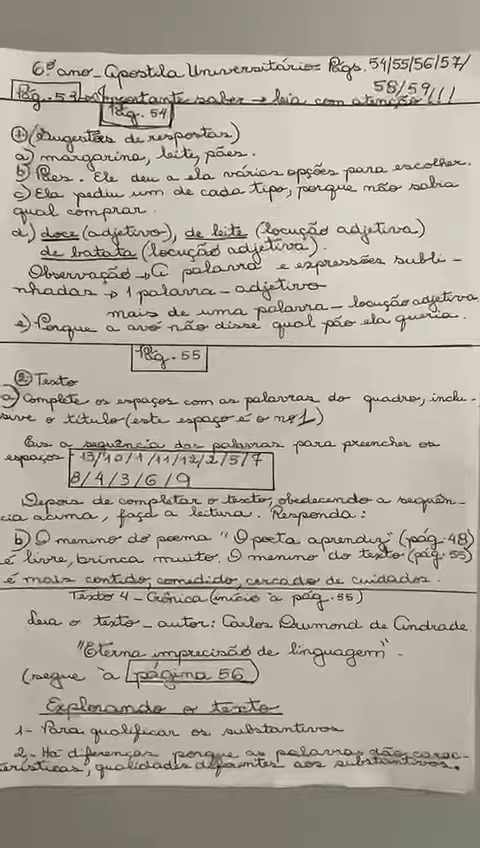 6º ano - Apostila Universitário = Págs. 54/55/56/57/
58/59/
Pág. 53 → Importante saber → leia com atenção!!!
Pág. 54
① (Sugestões de respostas)
a) margarina, leite, pães.
b) Pães. Ele deu a ela várias opções para escolher.
c) Ela pediu um de cada tipo, porque não sabia
qual comprar.
d) doce (adjetivo), de leite (locução adjetiva)
de batata (locução adjetiva).
Observação → A palavra e expressões subli-
nhadas → 1 palavra - adjetivo
mais de uma palavra - locução adjetiva
e) Porque a avó não disse qual pão ela queria.
Pág. 55
② Texto
a) Complete os espaços com as palavras do quadro, inclu-
sive o título (este espaço é o nº 1)
Eis a sequência das palavras para preencher os
espaços → 13/10/1/11/12/2/5/7
8/4/3/6/9
Depois de completar o texto, obedecendo a sequên-
cia acima, faça a leitura. Responda:
b) O menino do poema "O poeta aprendiz" (pág. 48)
é livre, brinca muito. O menino do texto (pág. 55)
é mais contido, comedido, cercado de cuidados.
Texto 4 - Crônica (início à pág. 55)
Leia o texto - autor: Carlos Drumond de Andrade
"Eterna imprecisão de linguagem" -
(segue à página 56)
Explorando o texto
1- Para qualificar os substantivos
2- Há diferenças porque as palavras dão carac-
terísticas, qualidades diferentes aos substantivos.